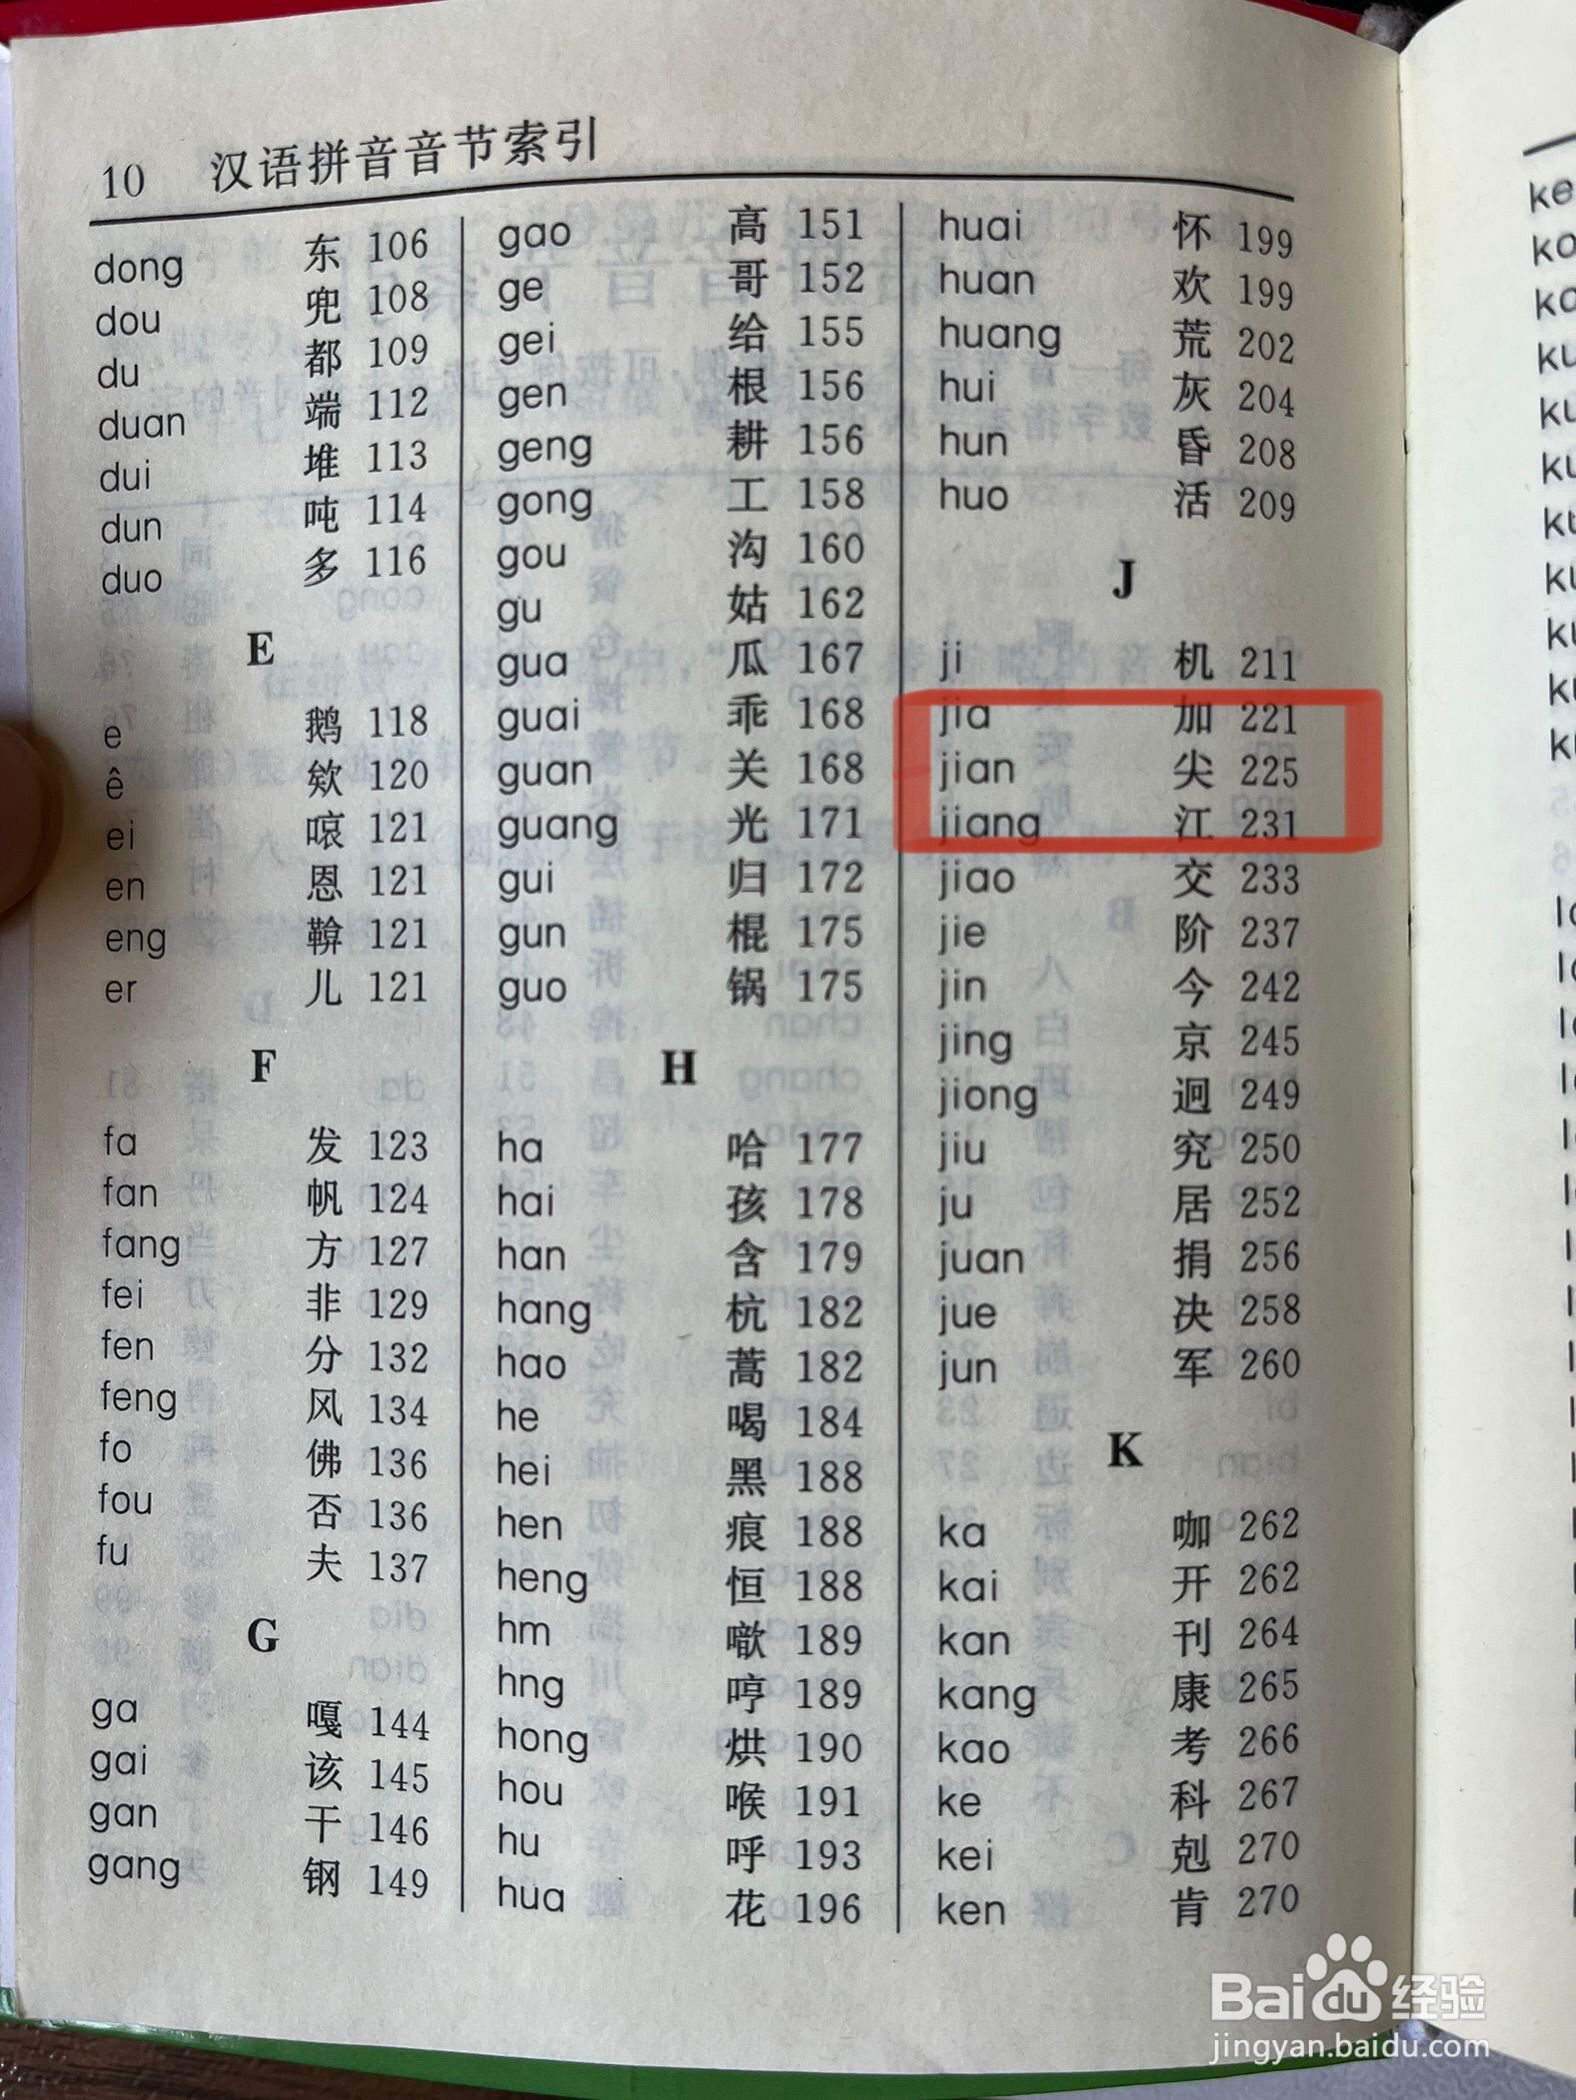 10 汉语拼音音节索引
dong 东 106
dou 兜 108
du 都 109
duan 端 112
dui 堆 113
dun 吨 114
duo 多 116
E
e 鹅 118
ê 欸 120
ei 𠲖 121
en 恩 121
eng 鞥 121
er 儿 121
F
fa 发 123
fan 帆 124
fang 方 127
fei 非 129
fen 分 132
feng 风 134
fo 佛 136
fou 否 136
fu 夫 137
G
ga 嘎 144
gai 该 145
gan 干 146
gang 钢 149
gao 高 151
ge 哥 152
gei 给 155
gen 根 156
geng 耕 156
gong 工 158
gou 沟 160
gu 姑 162
gua 瓜 167
guai 乖 168
guan 关 168
guang 光 171
gui 归 172
gun 棍 175
guo 锅 175
H
ha 哈 177
hai 孩 178
han 含 179
hang 杭 182
hao 蒿 182
he 喝 184
hei 黑 188
hen 痕 188
heng 恒 188
hm 噷 189
hng 哼 189
hong 烘 190
hou 喉 191
hu 呼 193
hua 花 196
huai 怀 199
huan 欢 199
huang 荒 202
hui 灰 204
hun 昏 208
huo 活 209
J
ji 机 211
jia 加 221
jian 尖 225
jiang 江 231
jiao 交 233
jie 阶 237
jin 今 242
jing 京 245
jiong 迥 249
jiu 究 250
ju 居 252
juan 捐 256
jue 决 258
jun 军 260
K
ka 咖 262
kai 开 262
kan 刊 264
kang 康 265
kao 考 266
ke 科 267
kei 剋 270
ken 肯 270
Baidu经验
jingyan.baidu.com